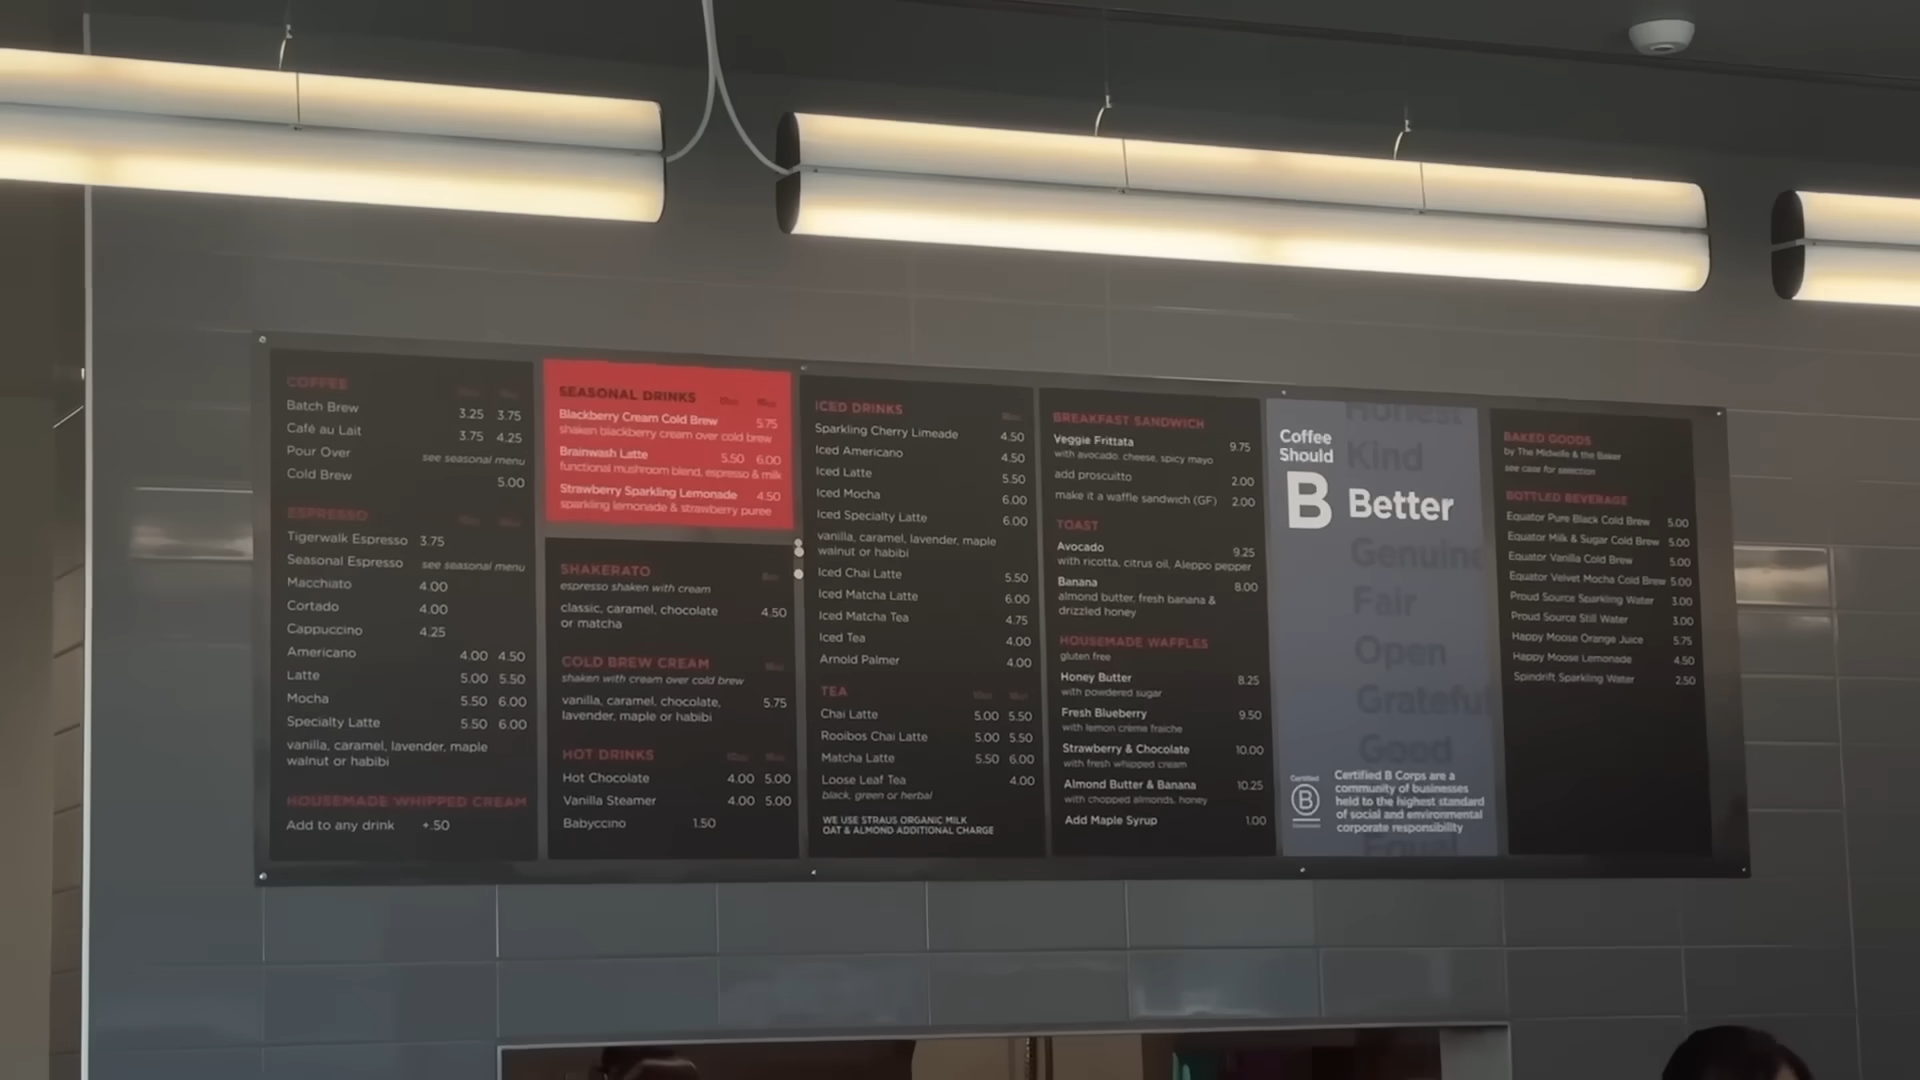 COFFEE
Batch Brew 3.25 3.75
Café au Lait 3.75 4.25
Pour Over see seasonal menu
Cold Brew 5.00
ESPRESSO
Tigerwalk Espresso 3.75
Seasonal Espresso see seasonal menu
Macchiato 4.00
Cortado 4.00
Cappuccino 4.25
Americano 4.00 4.50
Latte 5.00 5.50
Mocha 5.50 6.00
Specialty Latte 5.50 6.00
vanilla, caramel, lavender, maple
walnut or habibi
HOUSEMADE WHIPPED CREAM
Add to any drink +.50
SEASONAL DRINKS
Blackberry Cream Cold Brew 5.75
shaken blackberry cream over cold brew
Brainwash Latte 5.50 6.00
functional mushroom blend, espresso & milk
Strawberry Sparkling Lemonade 4.50
sparkling lemonade & strawberry puree
SHAKERATO
espresso shaken with cream
classic, caramel, chocolate 4.50
or matcha
COLD BREW CREAM
shaken with cream over cold brew
vanilla, caramel, chocolate, 5.75
lavender, maple or habibi
HOT DRINKS
Hot Chocolate 4.00 5.00
Vanilla Steamer 4.00 5.00
Babyccino 1.50
ICED DRINKS
Sparkling Cherry Limeade 4.50
Iced Americano 4.50
Iced Latte 5.50
Iced Mocha 6.00
Iced Specialty Latte 6.00
vanilla, caramel, lavender, maple
walnut or habibi
Iced Chai Latte 5.50
Iced Matcha Latte 6.00
Iced Matcha Tea 4.75
Iced Tea 4.00
Arnold Palmer 4.00
TEA
Chai Latte 5.00 5.50
Rooibos Chai Latte 5.00 5.50
Matcha Latte 5.50 6.00
Loose Leaf Tea 4.00
black, green or herbal
WE USE STRAUS ORGANIC MILK
OAT & ALMOND ADDITIONAL CHARGE
BREAKFAST SANDWICH
Veggie Frittata 9.75
with avocado, cheese, spicy mayo
add prosciutto 2.00
make it a waffle sandwich (GF) 2.00
TOAST
Avocado 9.25
with ricotta, citrus oil, Aleppo pepper
Banana 8.00
almond butter, fresh banana &
drizzled honey
HOUSEMADE WAFFLES
gluten free
Honey Butter 8.25
with powdered sugar
Fresh Blueberry 9.50
with lemon creme fraiche
Strawberry & Chocolate 10.00
with fresh whipped cream
Almond Butter & Banana 10.25
with chopped almonds, honey
Add Maple Syrup 1.00
Honest
Coffee
Should
Kind
B Better
Genuine
Fair
Open
Grateful
Good
Certified
B
Certified B Corps are a
community of businesses
held to the highest standard
of social and environmental
corporate responsibility
Equal
BAKED GOODS
by The Midwife & the Baker
see case for selection
BOTTLED BEVERAGE
Equator Pure Black Cold Brew 5.00
Equator Milk & Sugar Cold Brew 5.00
Equator Vanilla Cold Brew 5.00
Equator Velvet Mocha Cold Brew 5.00
Proud Source Sparkling Water 3.00
Proud Source Still Water 3.00
Happy Moose Orange Juice 5.75
Happy Moose Lemonade 4.50
Spindrift Sparkling Water 2.50